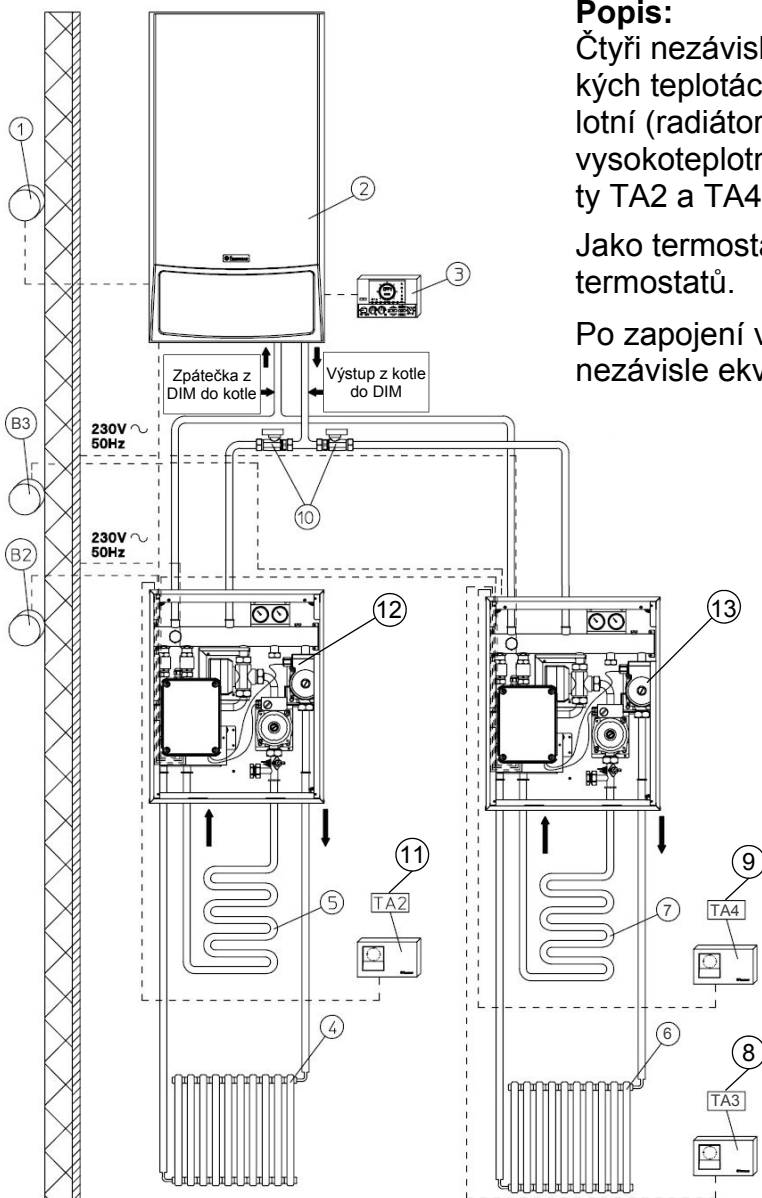 Popis:
Čtyři nezávisl
kých teplotác
lotní (radiátor
vysokoteplotn
ty TA2 a TA4
Jako termosta
termostatů.
Po zapojení v
nezávisle ekv
1
2
3
Zpátečka z
DIM do kotle
Výstup z kotle
do DIM
B3
230V ~
50Hz
10
B2
230V ~
50Hz
12
13
11
TA2
5
9
TA4
7
4
6
8
TA3